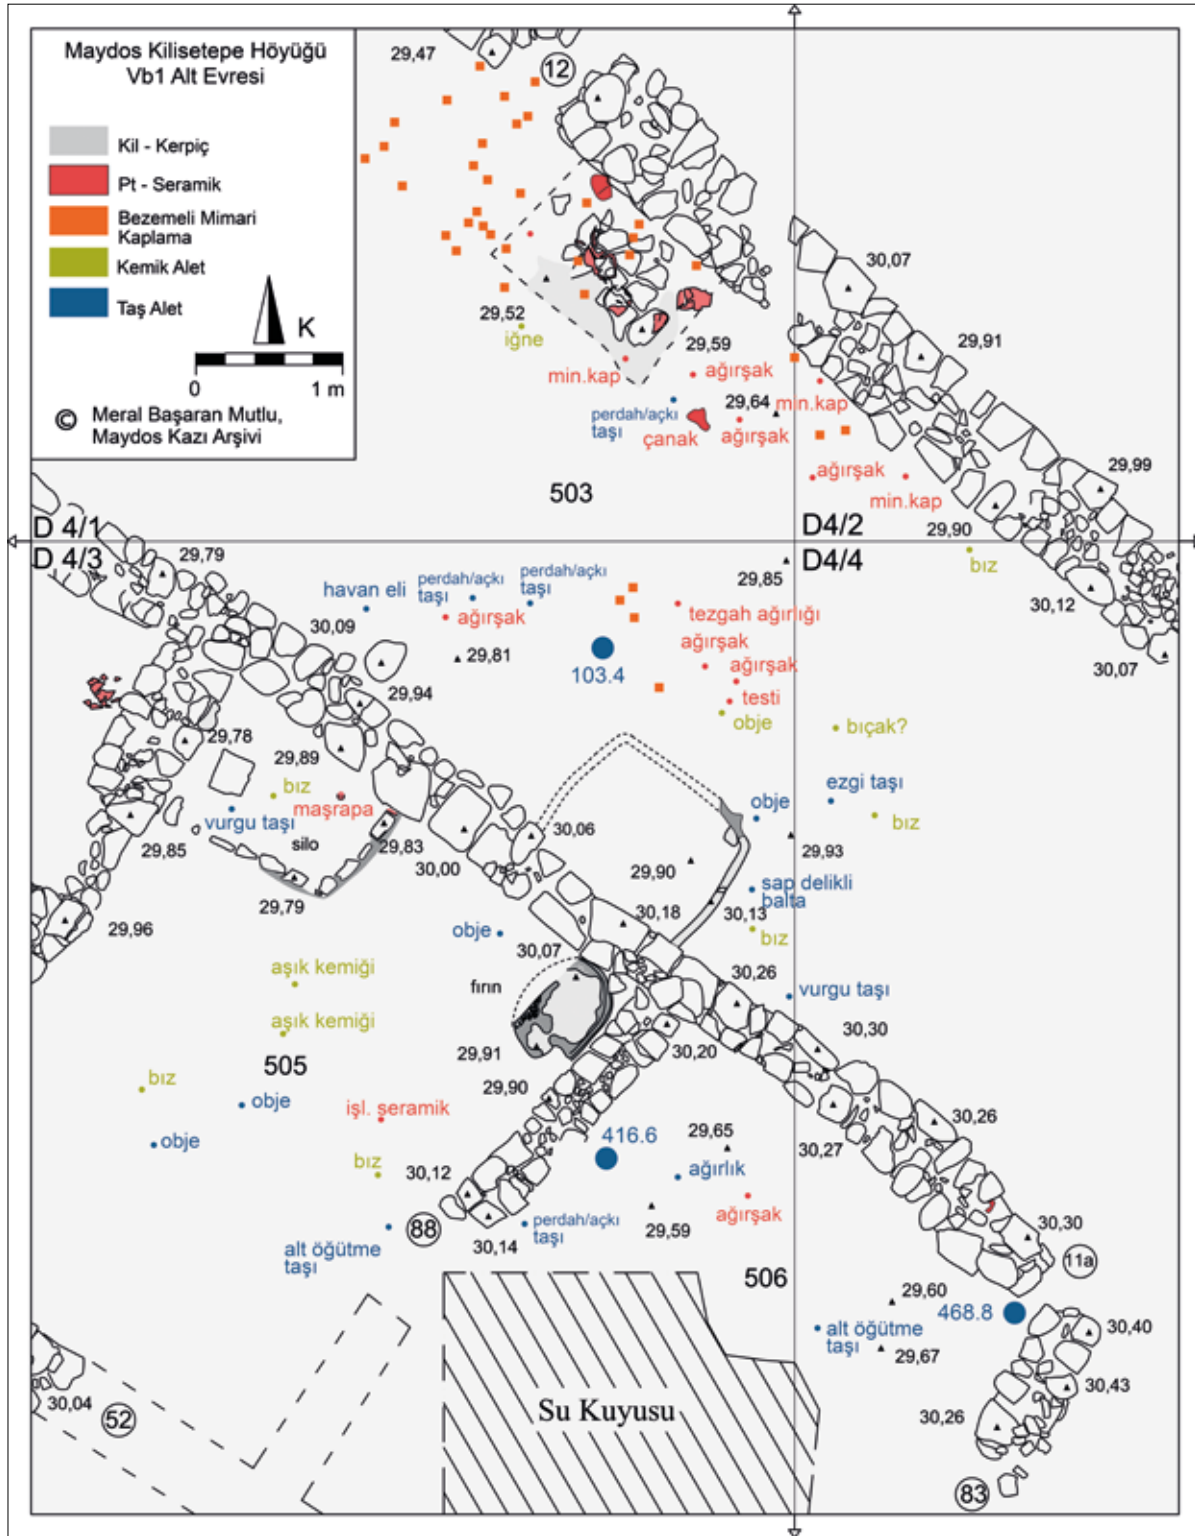 Maydos Kilisetepe Höyüğü
Vb1 Alt Evresi
Kil - Kerpiç
Pt - Seramik
Bezemeli Mimari
Kaplama
Kemik Alet
Taş Alet
K
0 1 m
© Meral Başaran Mutlu,
Maydos Kazı Arşivi
29,47
12
30,07
29,52
iğne
29,59
29,91
min.kap
ağırşak
min.kap
perdah/açkı
taşı
29,64
çanak
ağırşak
ağırşak
29,99
min.kap
503
D 4/1
D4/2
29,90
D 4/3
D4/4
29,79
29,85
bız
havan eli
perdah/açkı
taşı
perdah/açkı
taşı
30,12
30,09
ağırşak
tezgah ağırlığı
ağırşak
30,07
29,81
103.4
ağırşak
29,94
testi
obje
bıçak?
29,78
29,89
bız
maşrapa
ezgi taşı
obje
vurgu taşı
bız
silo
29,83
30,06
29,85
30,00
29,93
29,90
29,79
sap delikli
balta
29,96
30,18
30,13
obje
bız
30,07
aşık kemiği
30,26
fırın
vurgu taşı
aşık kemiği
30,30
29,91
30,20
505
bız
29,90
obje
işl. seramik
30,26
obje
416.6
29,65
30,27
bız
30,12
ağırlık
ağırşak
88
perdah/açkı
taşı
29,59
30,30
alt öğütme
taşı
30,14
11a
506
29,60
468.8
alt öğütme
taşı
30,40
29,67
30,43
30,04
52
Su Kuyusu
30,26
83